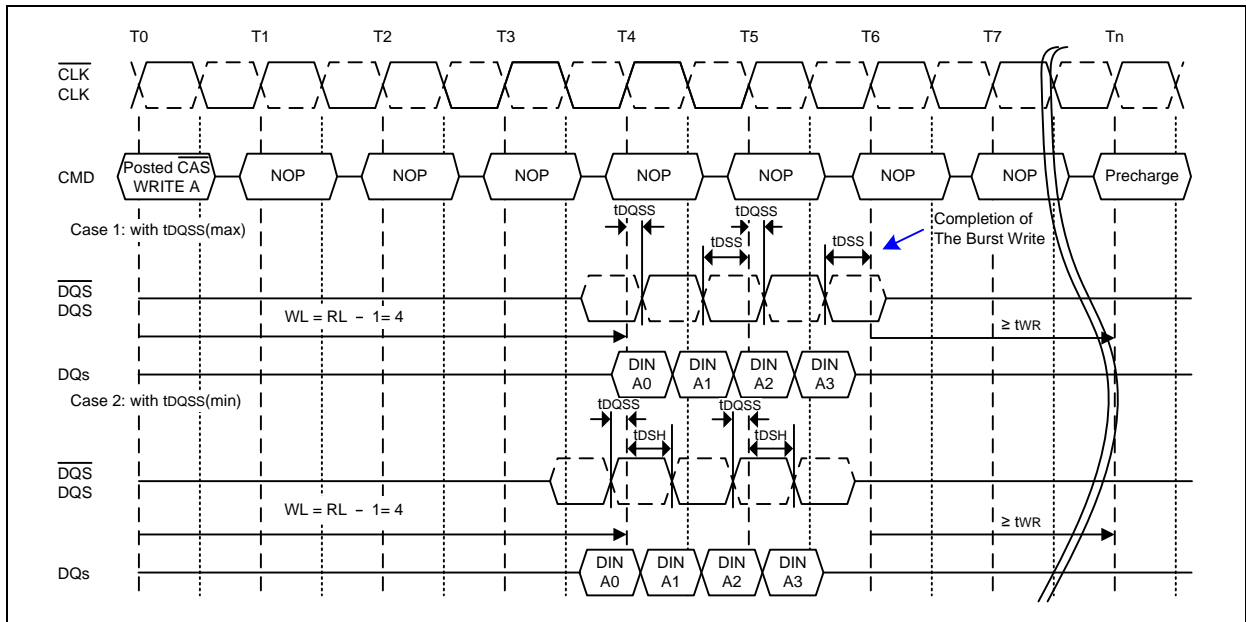 T0 T1 T2 T3 T4 T5 T6 T7 Tn
CLK
CLK
CMD
Posted CAS
WRITE A
NOP NOP NOP NOP NOP NOP NOP Precharge
Case 1: with tDQSS(max)
tDQSS tDQSS
tDSS tDSS
Completion of
The Burst Write
DQS
DQS
WL = RL − 1= 4
≥ tWR
DQs
DIN
A0
DIN
A1
DIN
A2
DIN
A3
Case 2: with tDQSS(min)
tDQSS tDQSS
tDSH tDSH
DQS
DQS
WL = RL − 1= 4
≥ tWR
DQs
DIN
A0
DIN
A1
DIN
A2
DIN
A3